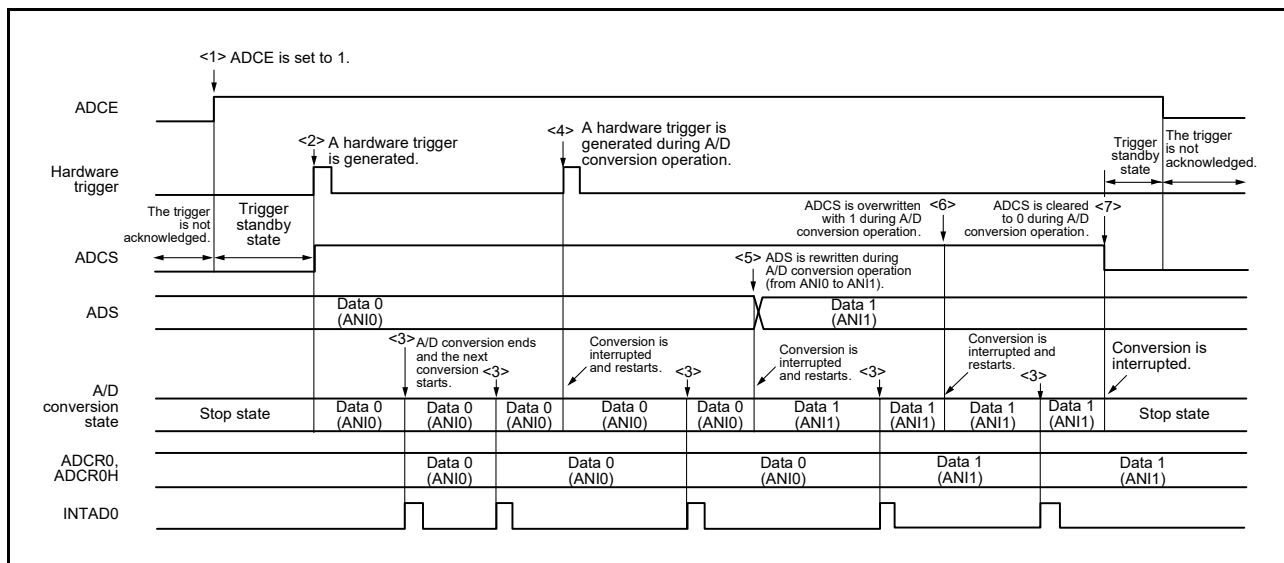 <1> ADCE is set to 1.
ADCE
<2> A hardware trigger
is generated.
<4> A hardware trigger is
generated during A/D
conversion operation.
Trigger
standby
state
The trigger
is not
acknowledged.
Hardware
trigger
The trigger
is not
acknowledged.
Trigger
standby
state
ADCS is overwritten
with 1 during A/D
conversion operation.
<6>
ADCS is cleared
to 0 during A/D
conversion operation.
<7>
ADCS
<5> ADS is rewritten during
A/D conversion operation
(from ANI0 to ANI1).
ADS
Data 0
(ANI0)
Data 1
(ANI1)
<3> A/D conversion ends
and the next
conversion
starts.
<3>
Conversion is
interrupted
and restarts.
<3>
Conversion is
interrupted
and restarts.
<3>
Conversion is
interrupted and
restarts.
<3>
Conversion is
interrupted.
A/D
conversion
state
Stop state
Data 0
(ANI0)
Data 0
(ANI0)
Data 0
(ANI0)
Data 0
(ANI0)
Data 0
(ANI0)
Data 1
(ANI1)
Data 1
(ANI1)
Data 1
(ANI1)
Data 1
(ANI1)
Stop state
ADCR0,
ADCR0H
Data 0
(ANI0)
Data 0
(ANI0)
Data 0
(ANI0)
Data 1
(ANI1)
Data 1
(ANI1)
INTAD0